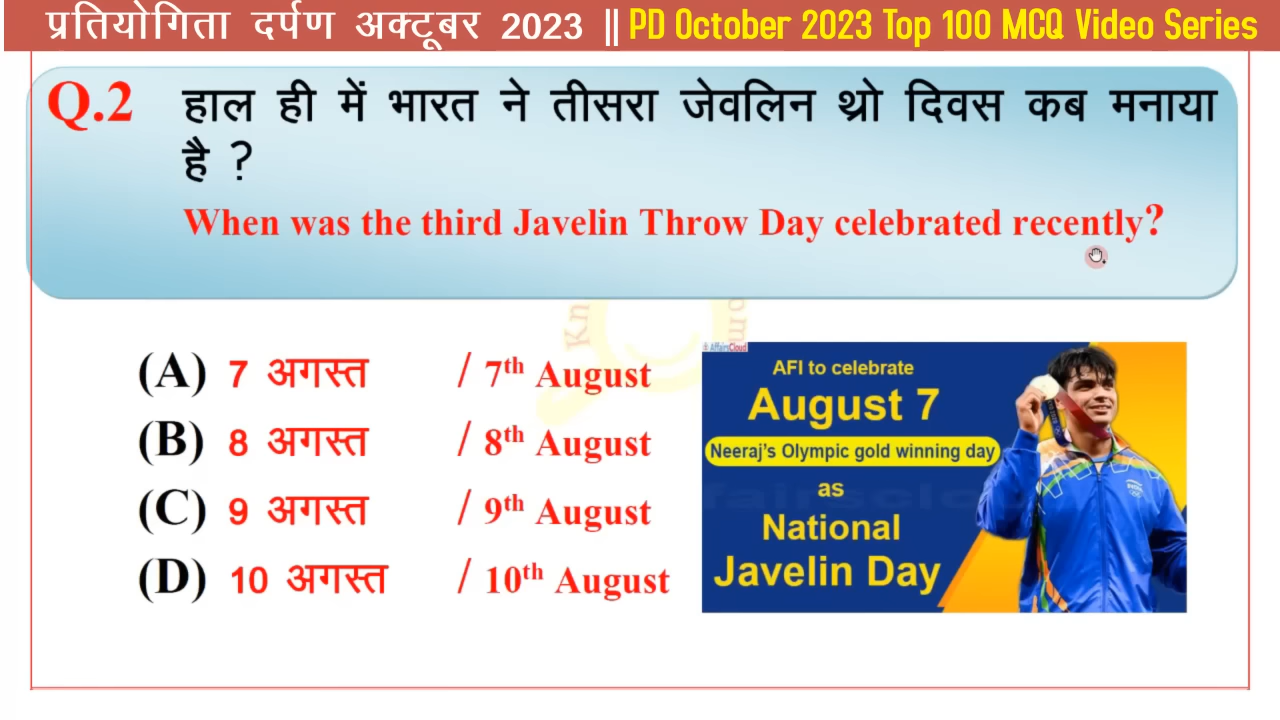 प्रतियोगिता दर्पण अक्टूबर 2023 || PD October 2023 Top 100 MCQ Video Series
Q.2 हाल ही में भारत ने तीसरा जेवलिन थ्रो दिवस कब मनाया
है ?
When was the third Javelin Throw Day celebrated recently?
(A) 7 अगस्त / 7th August
(B) 8 अगस्त / 8th August
(C) 9 अगस्त / 9th August
(D) 10 अगस्त / 10th August
AffairsCloud
AFI to celebrate
August 7
Neeraj's Olympic gold winning day
as
National
Javelin Day